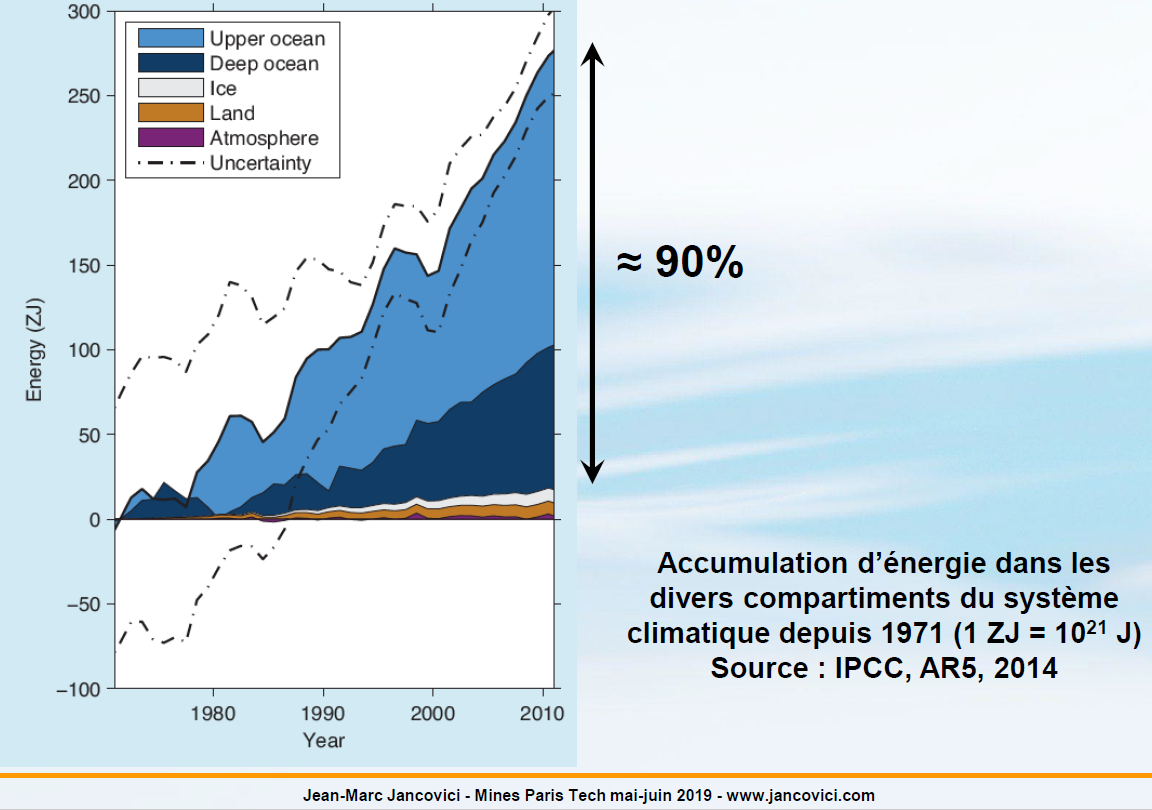 300
250
200
150
100
50
0
−50
−100
Energy (ZJ)
Upper ocean
Deep ocean
Ice
Land
Atmosphere
Uncertainty
1980 1990 2000 2010
Year
≈ 90%
Accumulation d’énergie dans les
divers compartiments du système
climatique depuis 1971 (1 ZJ = 10²¹ J)
Source : IPCC, AR5, 2014
Jean-Marc Jancovici - Mines Paris Tech mai-juin 2019 - www.jancovici.com